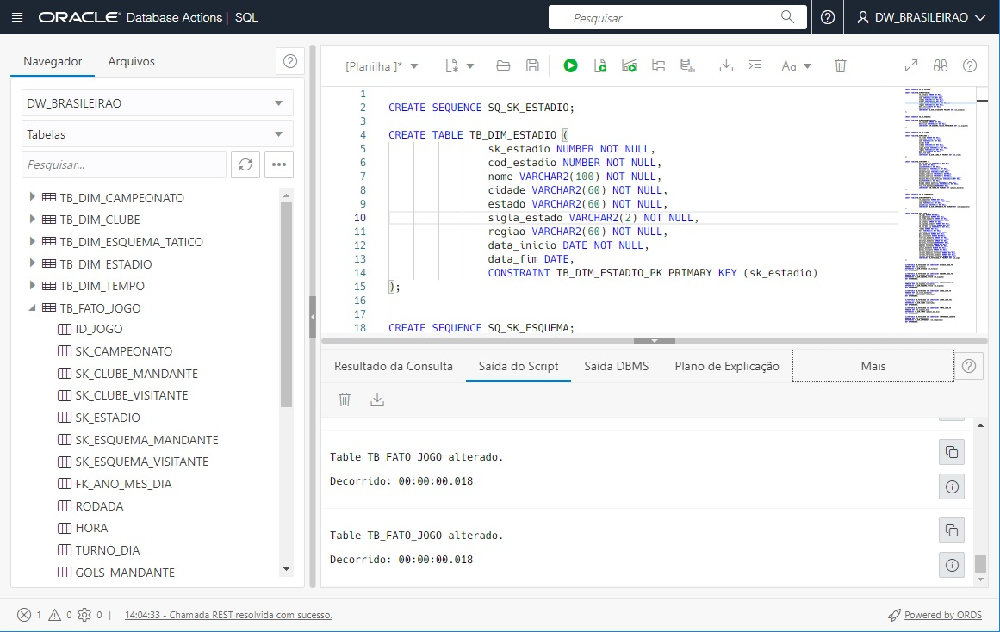 ORACLE Database Actions | SQL
Pesquisar
DW_BRASILEIRAO
Navegador
Arquivos
DW_BRASILEIRAO
Tabelas
Pesquisar...
TB_DIM_CAMPEONATO
TB_DIM_CLUBE
TB_DIM_ESQUEMA_TATICO
TB_DIM_ESTADIO
TB_DIM_TEMPO
TB_FATO_JOGO
ID_JOGO
SK_CAMPEONATO
SK_CLUBE_MANDANTE
SK_CLUBE_VISITANTE
SK_ESTADIO
SK_ESQUEMA_MANDANTE
SK_ESQUEMA_VISITANTE
FK_ANO_MES_DIA
RODADA
HORA
TURNO_DIA
GOLS_MANDANTE
[Planilha ]*
Aa
1
2 CREATE SEQUENCE SQ_SK_ESTADIO;
3
4 CREATE TABLE TB_DIM_ESTADIO (
5 sk_estadio NUMBER NOT NULL,
6 cod_estadio NUMBER NOT NULL,
7 nome VARCHAR2(100) NOT NULL,
8 cidade VARCHAR2(60) NOT NULL,
9 estado VARCHAR2(60) NOT NULL,
10 sigla_estado VARCHAR2(2) NOT NULL,
11 regiao VARCHAR2(60) NOT NULL,
12 data_inicio DATE NOT NULL,
13 data_fim DATE,
14 CONSTRAINT TB_DIM_ESTADIO_PK PRIMARY KEY (sk_estadio)
15 );
16
17
18 CREATE SEQUENCE SQ_SK_ESQUEMA;
Resultado da Consulta
Saída do Script
Saída DBMS
Plano de Explicação
Mais
Table TB_FATO_JOGO alterado.
Decorrido: 00:00:00.018
Table TB_FATO_JOGO alterado.
Decorrido: 00:00:00.018
1 0 0 | 14:04:33 - Chamada REST resolvida com sucesso.
Powered by ORDS